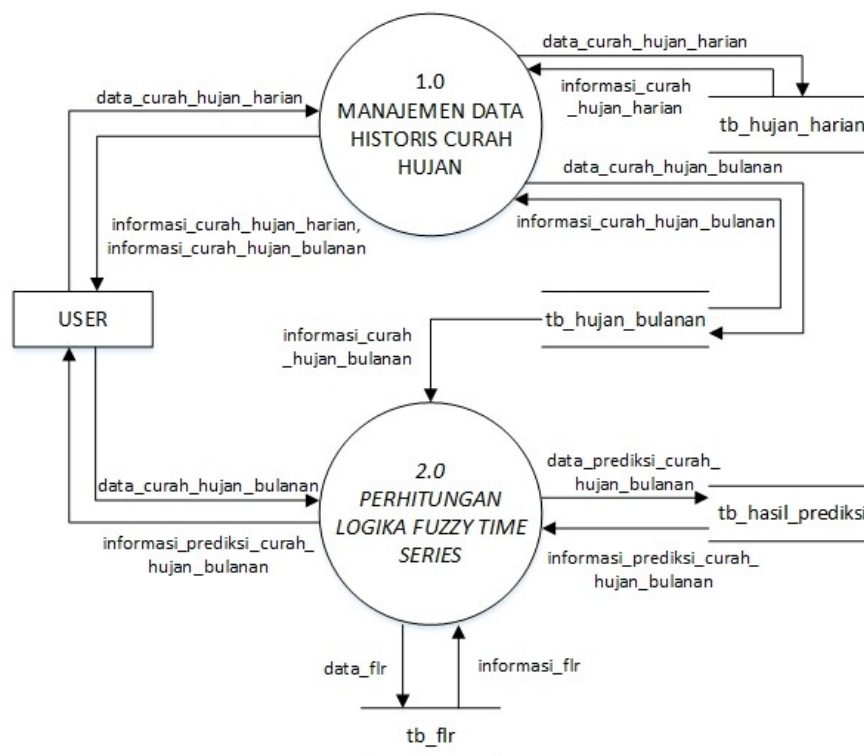 data_curah_hujan_harian
1.0
MANAJEMEN DATA
HISTORIS CURAH
HUJAN
informasi_curah
_hujan_harian
tb_hujan_harian
data_curah_hujan_harian
data_curah_hujan_bulanan
informasi_curah_hujan_bulanan
informasi_curah_hujan_harian,
informasi_curah_hujan_bulanan
USER
tb_hujan_bulanan
informasi_curah
_hujan_bulanan
2.0
PERHITUNGAN
LOGIKA FUZZY TIME
SERIES
data_curah_hujan_bulanan
informasi_prediksi_curah_
hujan_bulanan
data_prediksi_curah_
hujan_bulanan
tb_hasil_prediksi
informasi_prediksi_curah_
hujan_bulanan
data_flr
informasi_flr
tb_flr